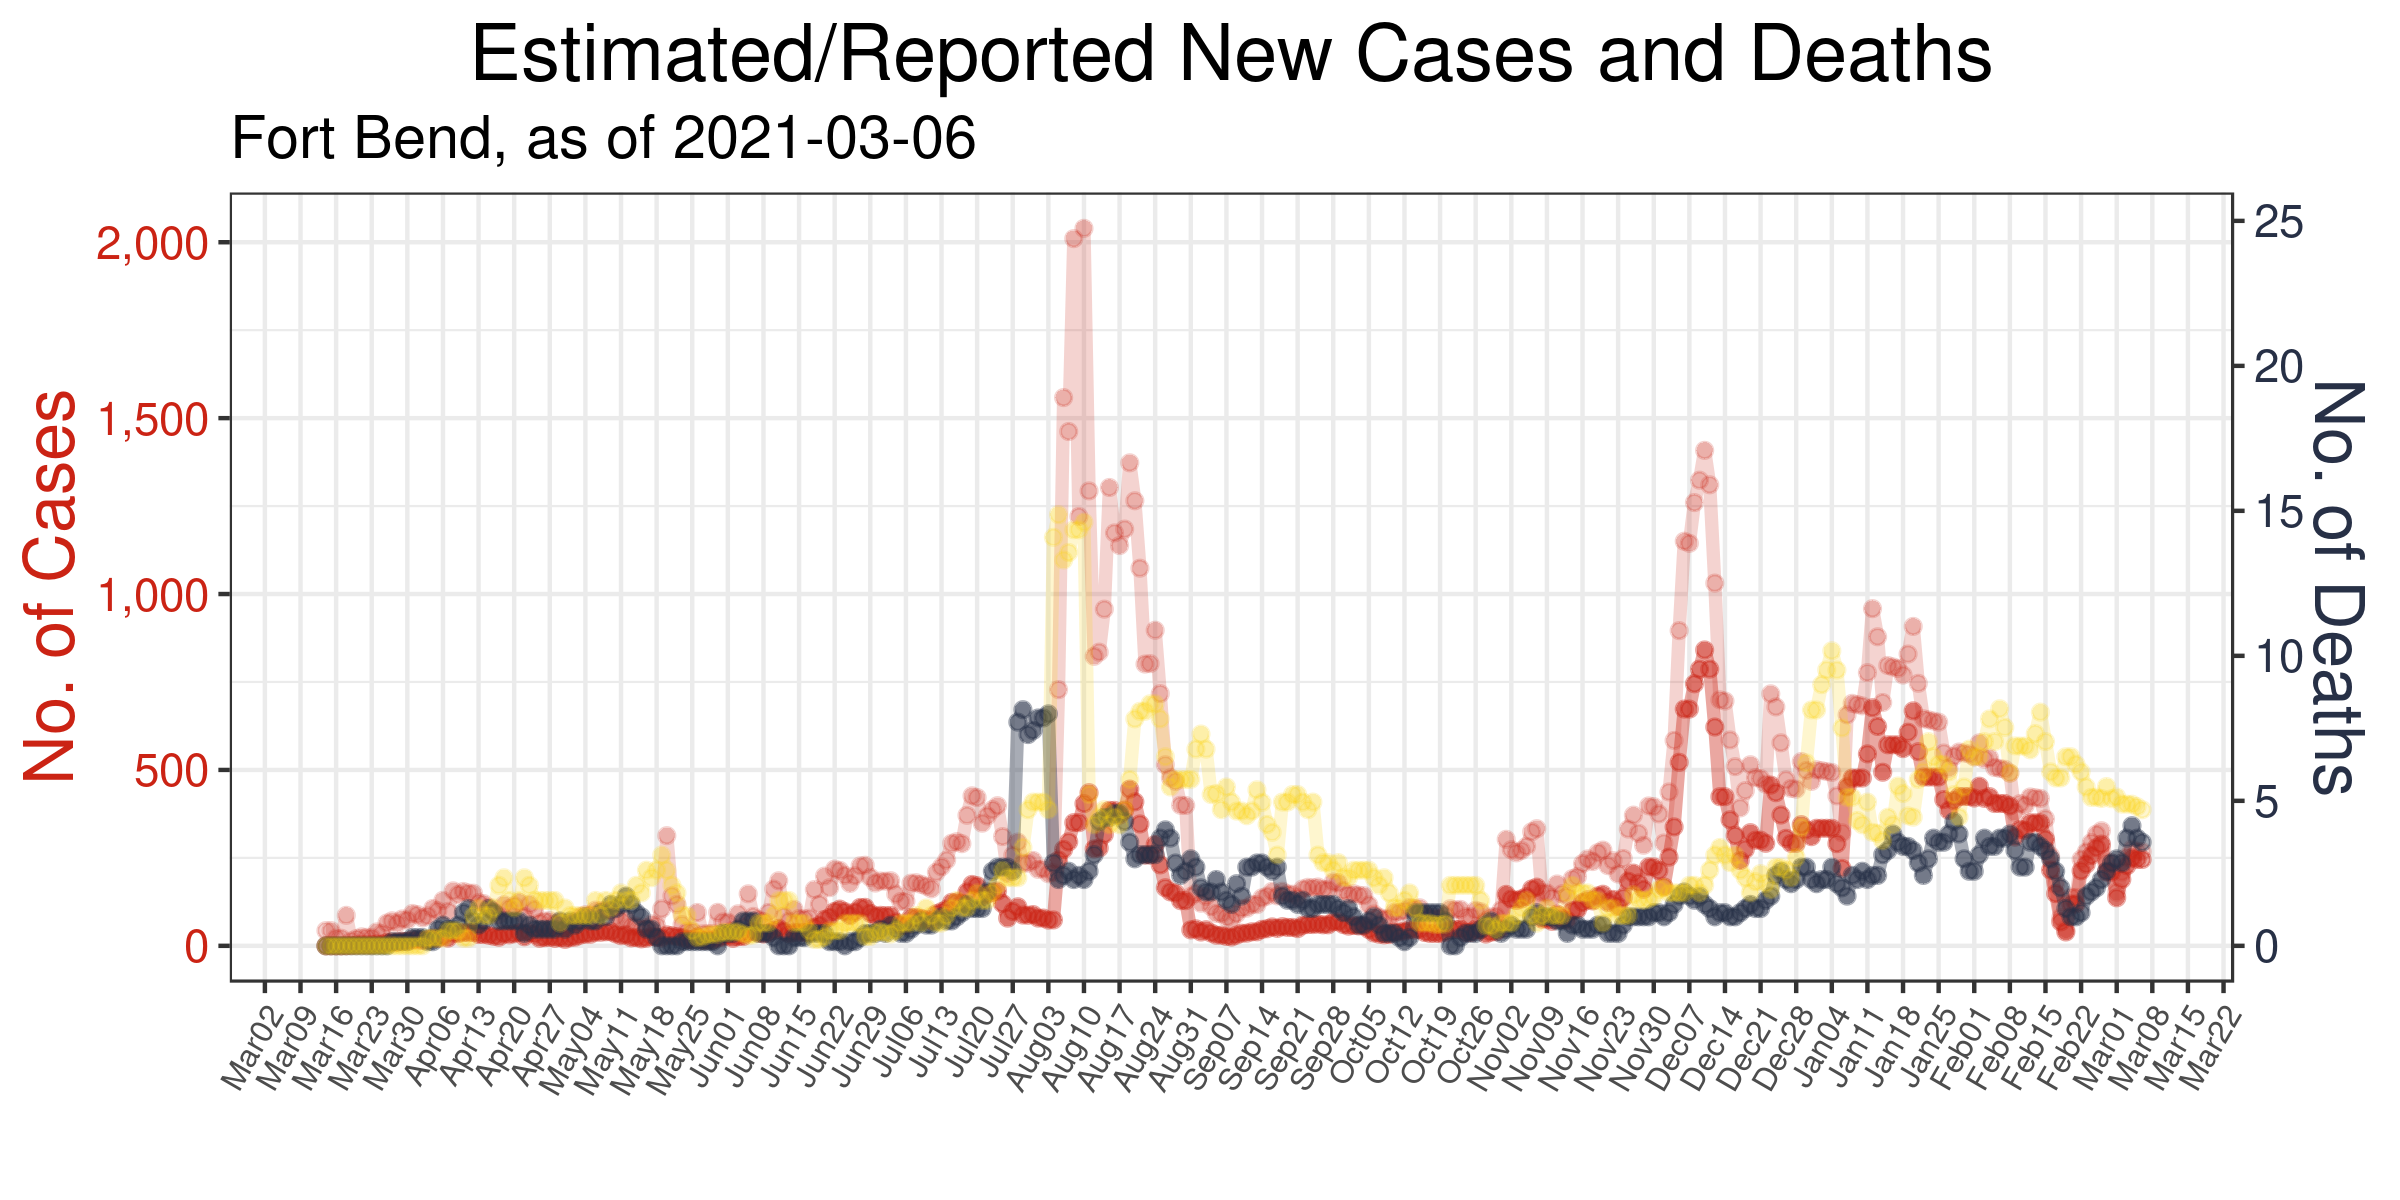 Estimated/Reported New Cases and Deaths
Fort Bend, as of 2021-03-06
No. of Cases
2,000
1,500
1,000
500
0
25
20
15
10
5
0
No. of Deaths
Mar02
Mar09
Mar16
Mar23
Mar30
Apr06
Apr13
Apr20
Apr27
May04
May11
May18
May25
Jun01
Jun08
Jun15
Jun22
Jun29
Jul06
Jul13
Jul20
Jul27
Aug03
Aug10
Aug17
Aug24
Aug31
Sep07
Sep14
Sep21
Sep28
Oct05
Oct12
Oct19
Oct26
Nov02
Nov09
Nov16
Nov23
Nov30
Dec07
Dec14
Dec21
Dec28
Jan04
Jan11
Jan18
Jan25
Feb01
Feb08
Feb15
Feb22
Mar01
Mar08
Mar15
Mar22